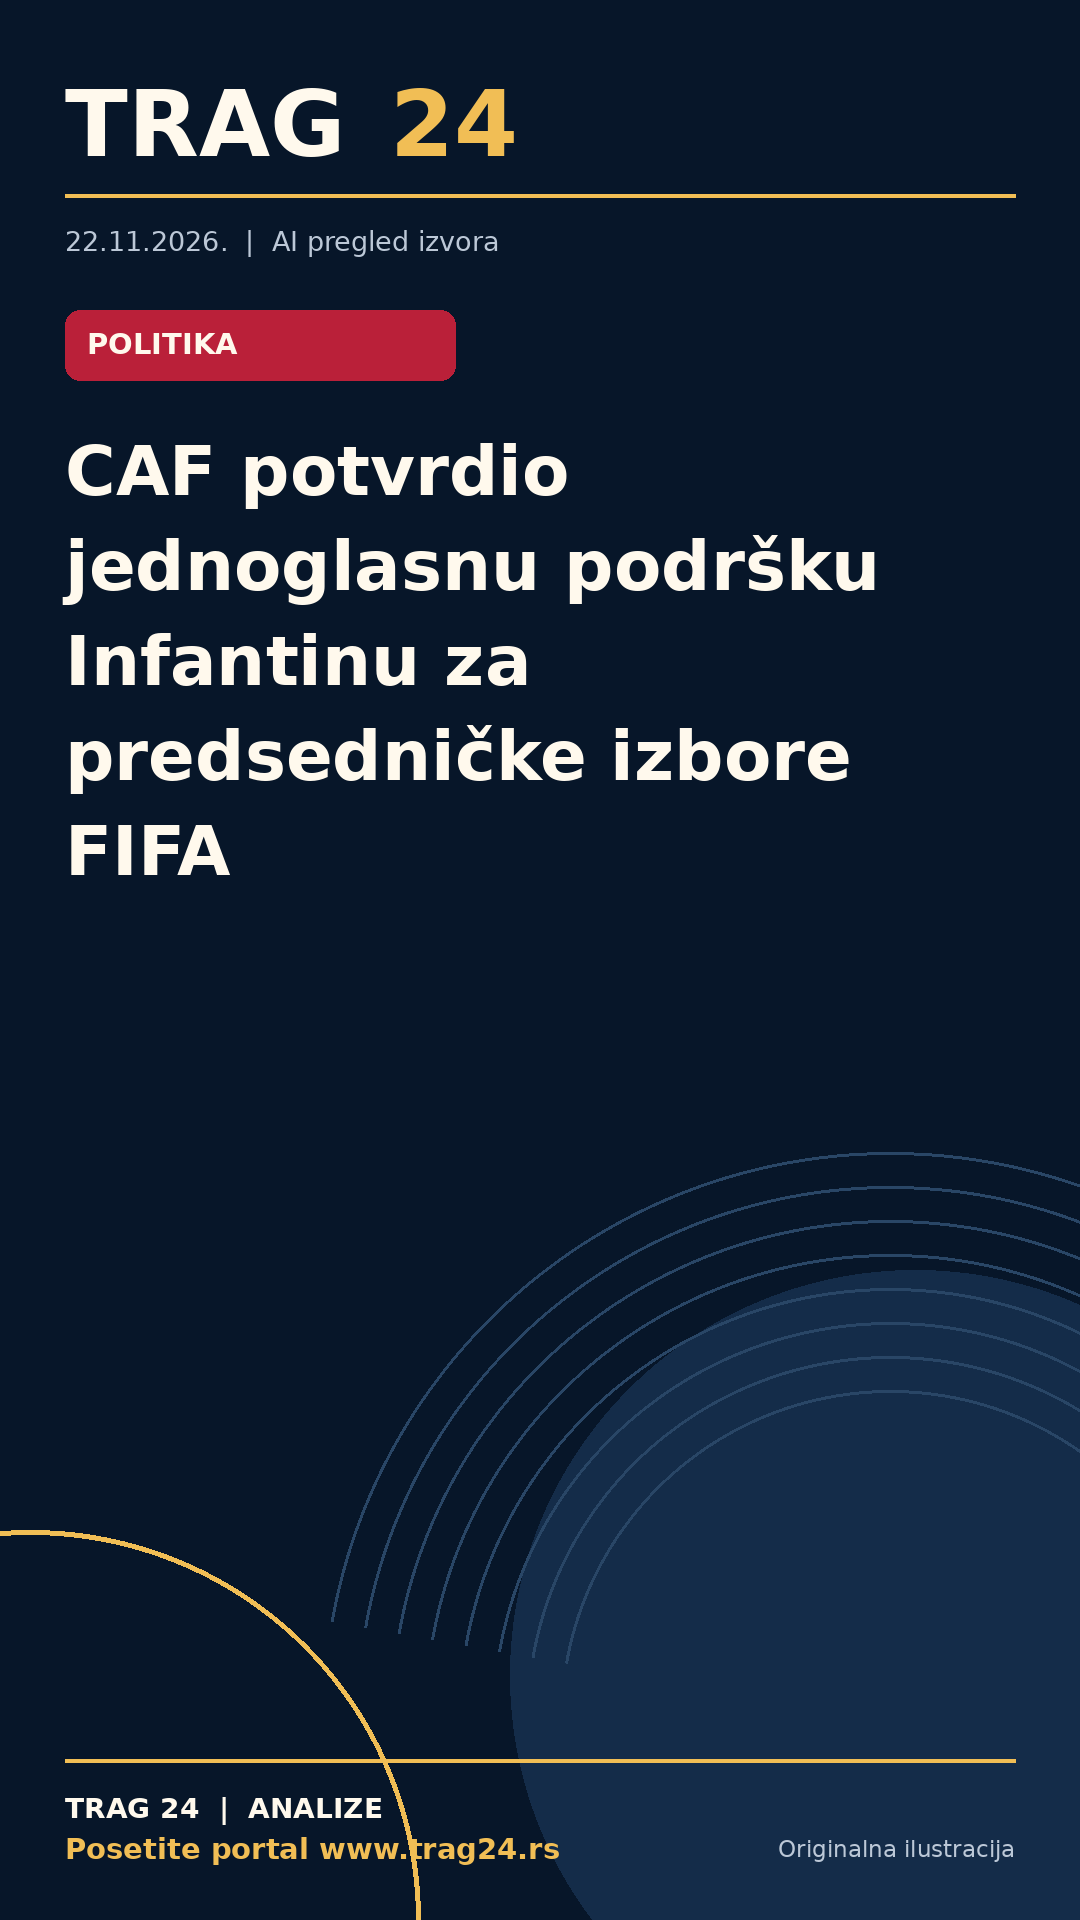 TRAG 24
22.11.2026. | AI pregled izvora
POLITIKA
CAF potvrdio
jednoglasnu podršku
Infantinu za
predsedničke izbore
FIFA
TRAG 24 | ANALIZE
Posetite portal www.trag24.rs
Originalna ilustracija